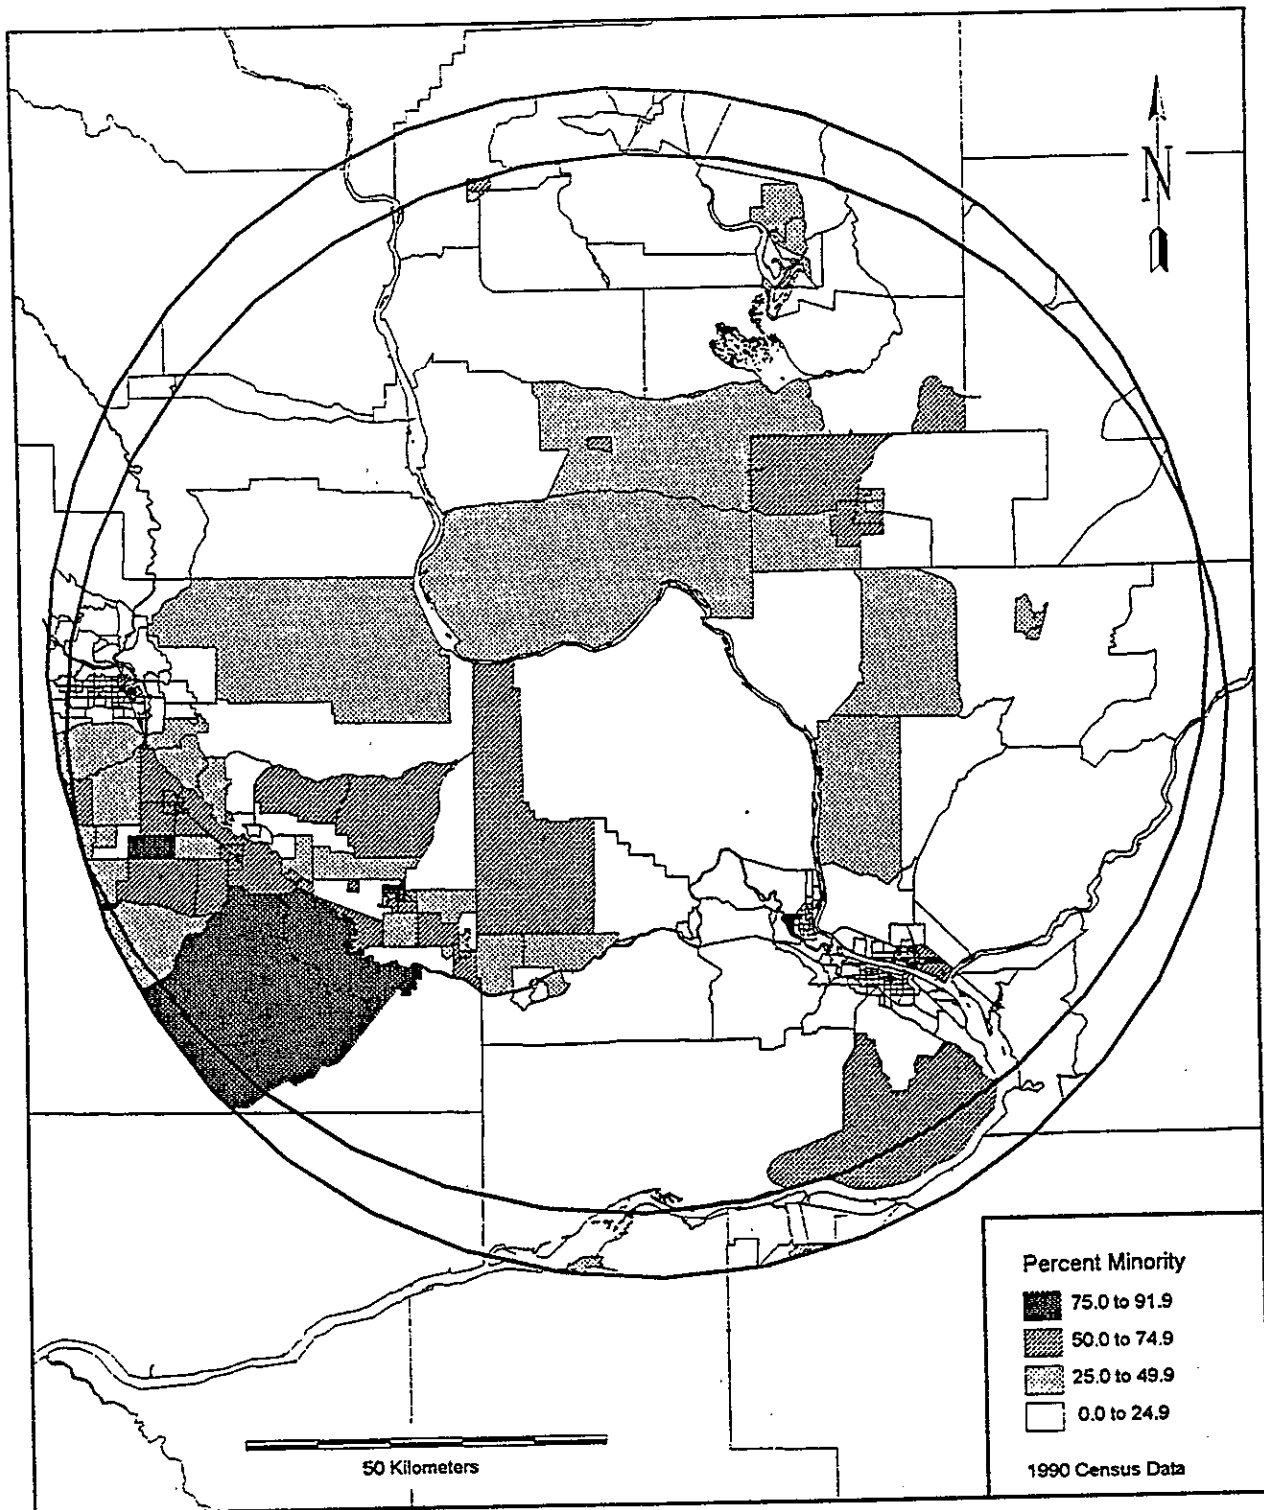 N
Percent Minority
75.0 to 91.9
50.0 to 74.9
25.0 to 49.9
0.0 to 24.9
1990 Census Data
50 Kilometers